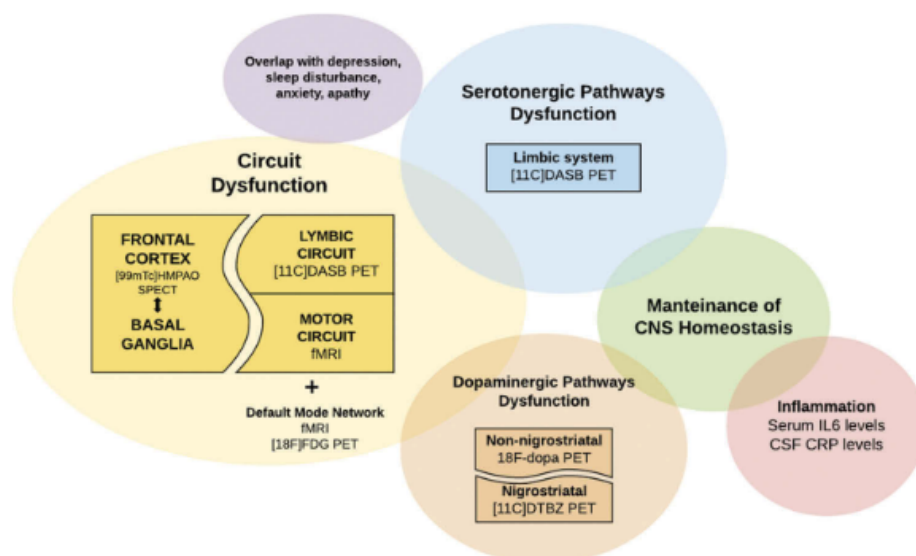 Overlap with depression,
sleep disturbance,
anxiety, apathy
Serotonergic Pathways
Dysfunction
Limbic system
[11C]DASB PET
Circuit
Dysfunction
FRONTAL
CORTEX
[99mTc]HMPAO
SPECT
BASAL
GANGLIA
LYMBIC
CIRCUIT
[11C]DASB PET
MOTOR
CIRCUIT
fMRI
+
Default Mode Network
fMRI
[18F]FDG PET
Manteinance of
CNS Homeostasis
Dopaminergic Pathways
Dysfunction
Non-nigrostriatal
18F-dopa PET
Nigrostriatal
[11C]DTBZ PET
Inflammation
Serum IL6 levels
CSF CRP levels